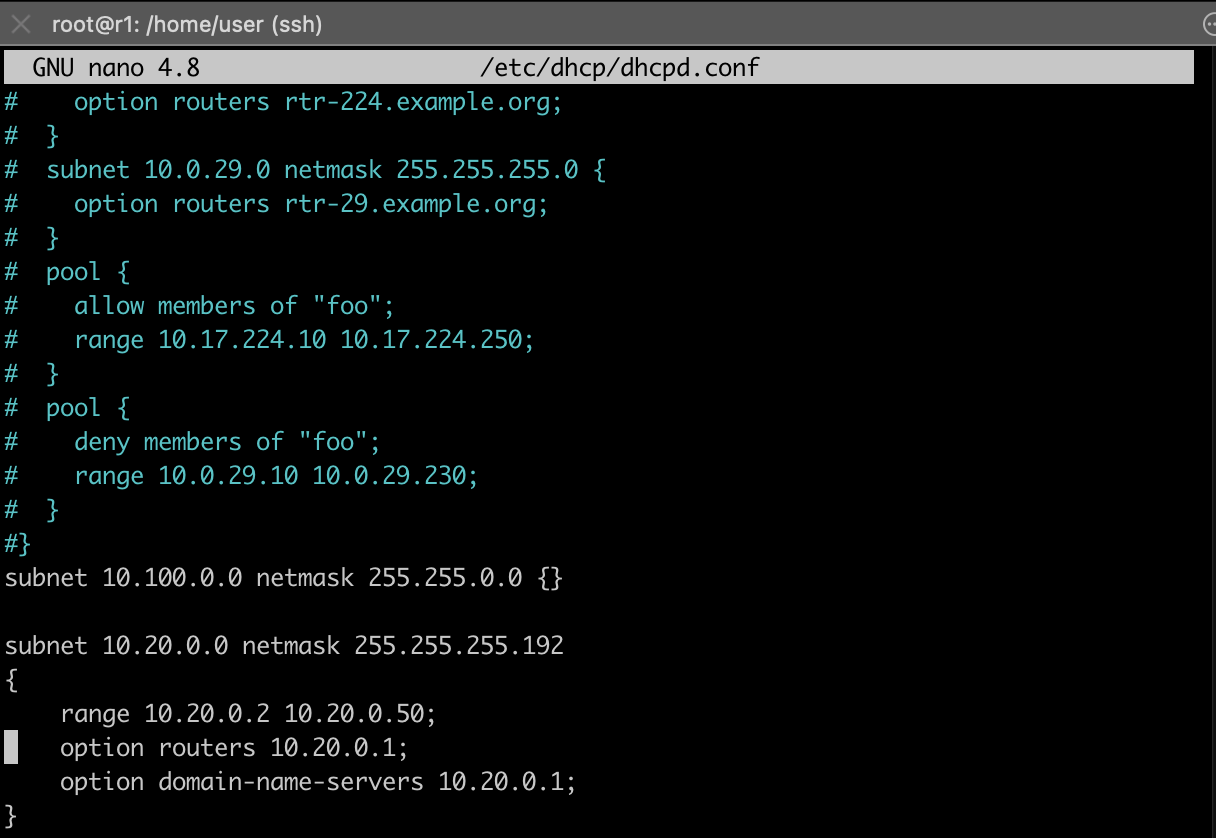 root@r1: /home/user (ssh)
GNU nano 4.8 /etc/dhcp/dhcpd.conf
#    option routers rtr-224.example.org;
#  }
#  subnet 10.0.29.0 netmask 255.255.255.0 {
#    option routers rtr-29.example.org;
#  }
#  pool {
#    allow members of "foo";
#    range 10.17.224.10 10.17.224.250;
#  }
#  pool {
#    deny members of "foo";
#    range 10.0.29.10 10.0.29.230;
#  }
#}
subnet 10.100.0.0 netmask 255.255.0.0 {}
subnet 10.20.0.0 netmask 255.255.255.192
{
    range 10.20.0.2 10.20.0.50;
    option routers 10.20.0.1;
    option domain-name-servers 10.20.0.1;
}